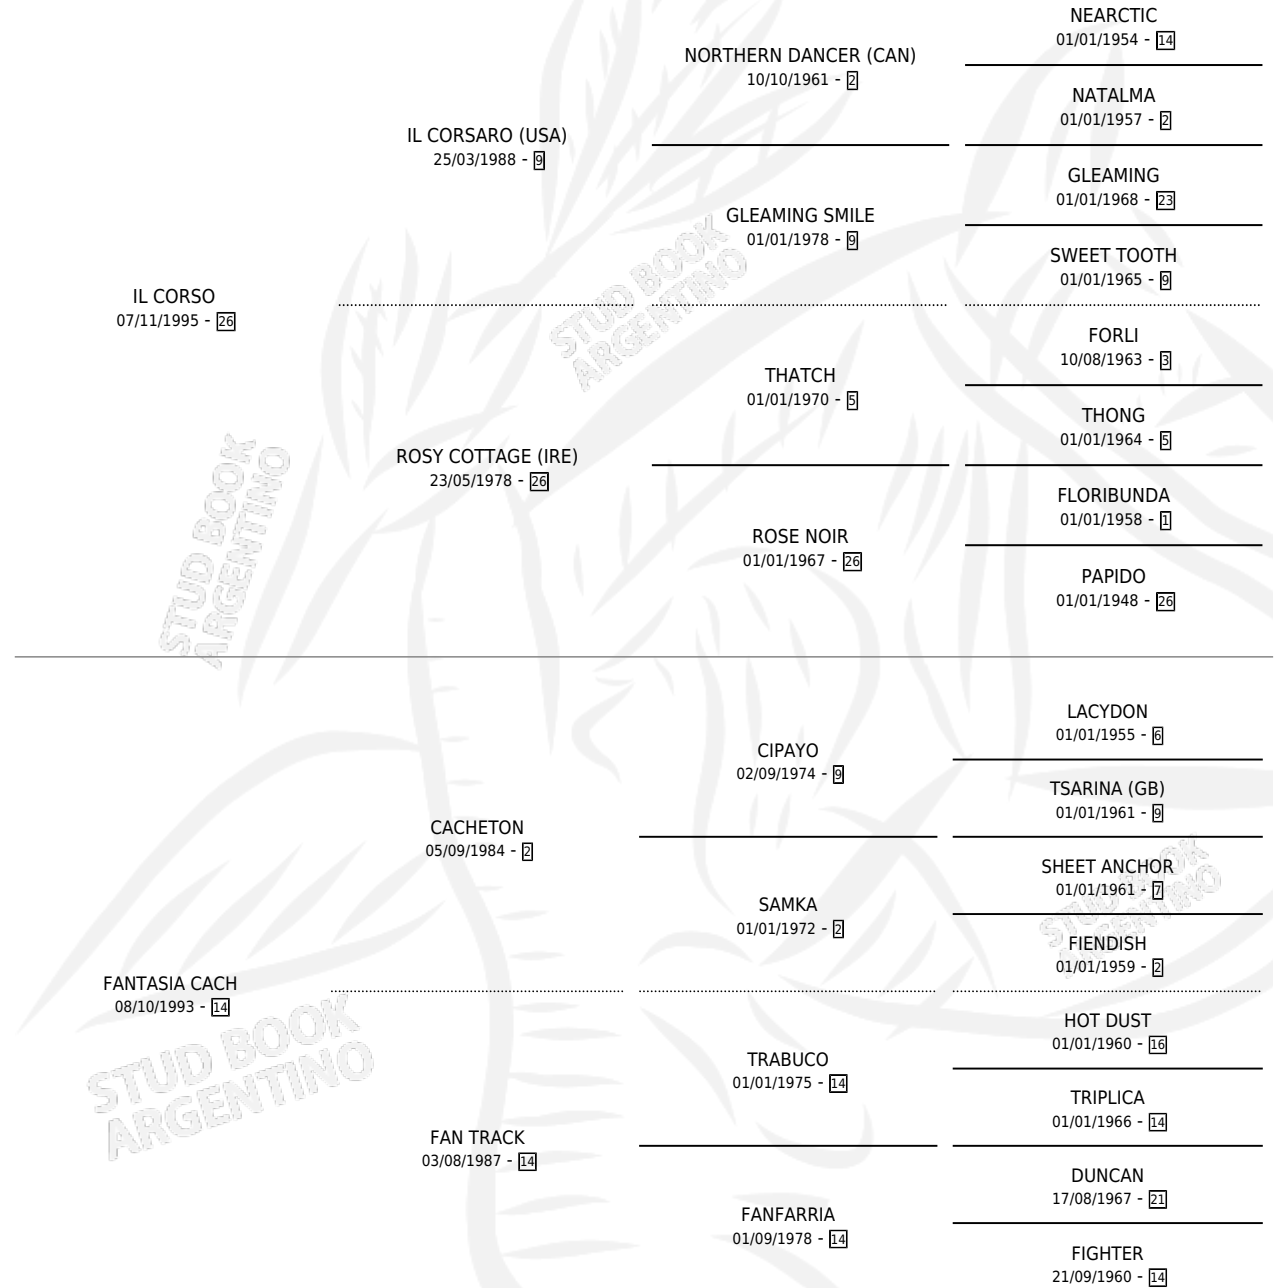 NEARCTIC
01/01/1954 - 14
NORTHERN DANCER (CAN)
10/10/1961 - 2
NATALMA
01/01/1957 - 2
IL CORSARO (USA)
25/03/1988 - 9
GLEAMING
01/01/1968 - 23
GLEAMING SMILE
01/01/1978 - 9
SWEET TOOTH
01/01/1965 - 9
IL CORSO
07/11/1995 - 26
STUD BOOK
ARGENTINO
FORLI
10/08/1963 - 3
THATCH
01/01/1970 - 5
THONG
01/01/1964 - 5
ROSY COTTAGE (IRE)
23/05/1978 - 26
FLORIBUNDA
01/01/1958 - 1
ROSE NOIR
01/01/1967 - 26
PAPIDO
01/01/1948 - 26
STUD BOOK
ARGENTINO
LACYDON
01/01/1955 - 6
CIPAYO
02/09/1974 - 9
TSARINA (GB)
01/01/1961 - 9
CACHETON
05/09/1984 - 2
SHEET ANCHOR
01/01/1961 - 7
SAMKA
01/01/1972 - 2
FIENDISH
01/01/1959 - 2
STUD BOOK
ARGENTINO
FANTASIA CACH
08/10/1993 - 14
HOT DUST
01/01/1960 - 16
TRABUCO
01/01/1975 - 14
TRIPLICA
01/01/1966 - 14
STUD BOOK
ARGENTINO
FAN TRACK
03/08/1987 - 14
DUNCAN
17/08/1967 - 21
FANFARRIA
01/09/1978 - 14
FIGHTER
21/09/1960 - 14